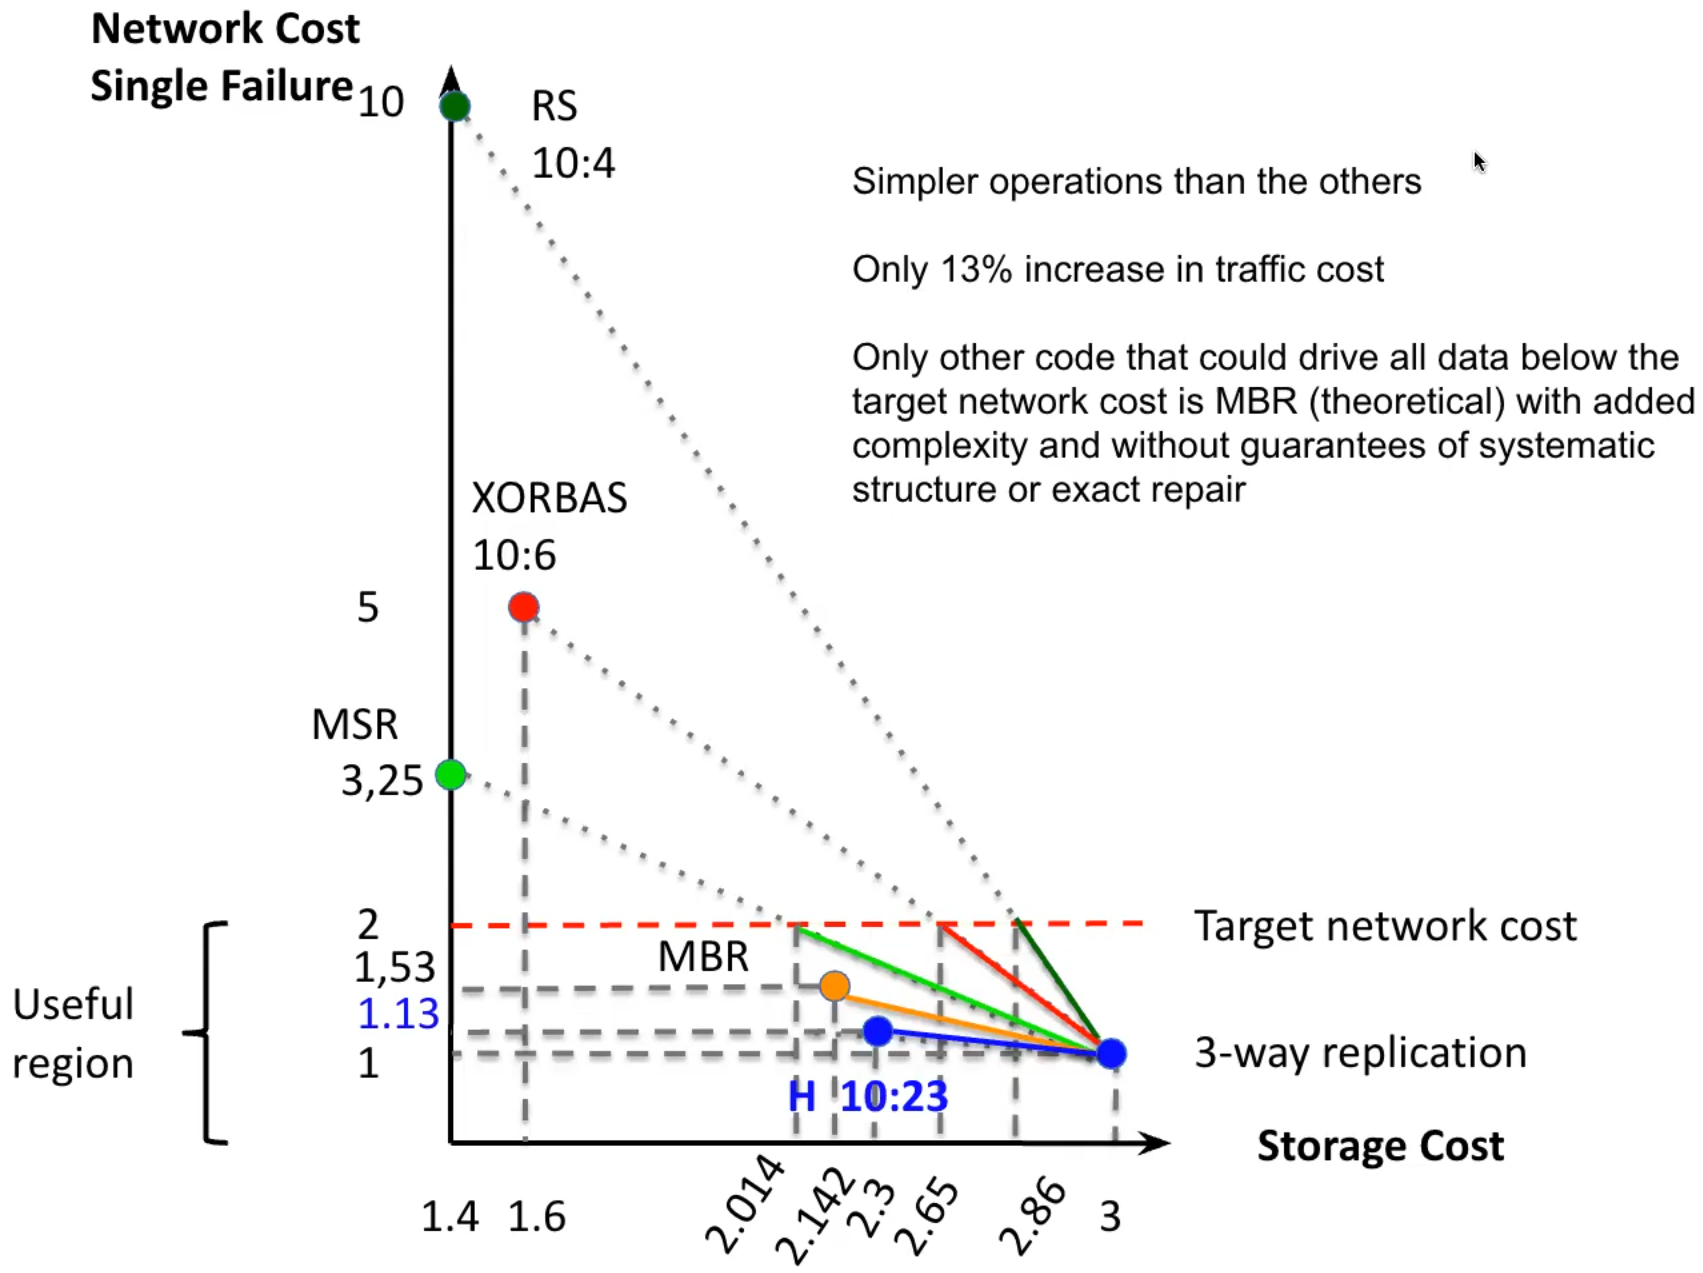 Network Cost
Single Failure
10
RS
10:4
Simpler operations than the others
Only 13% increase in traffic cost
Only other code that could drive all data below the
target network cost is MBR (theoretical) with added
complexity and without guarantees of systematic
structure or exact repair
XORBAS
10:6
5
MSR
3,25
2
Target network cost
MBR
1,53
1.13
Useful
region
1
3-way replication
H 10:23
Storage Cost
1.4
1.6
2.014
2.142
2.3
2.65
2.86
3